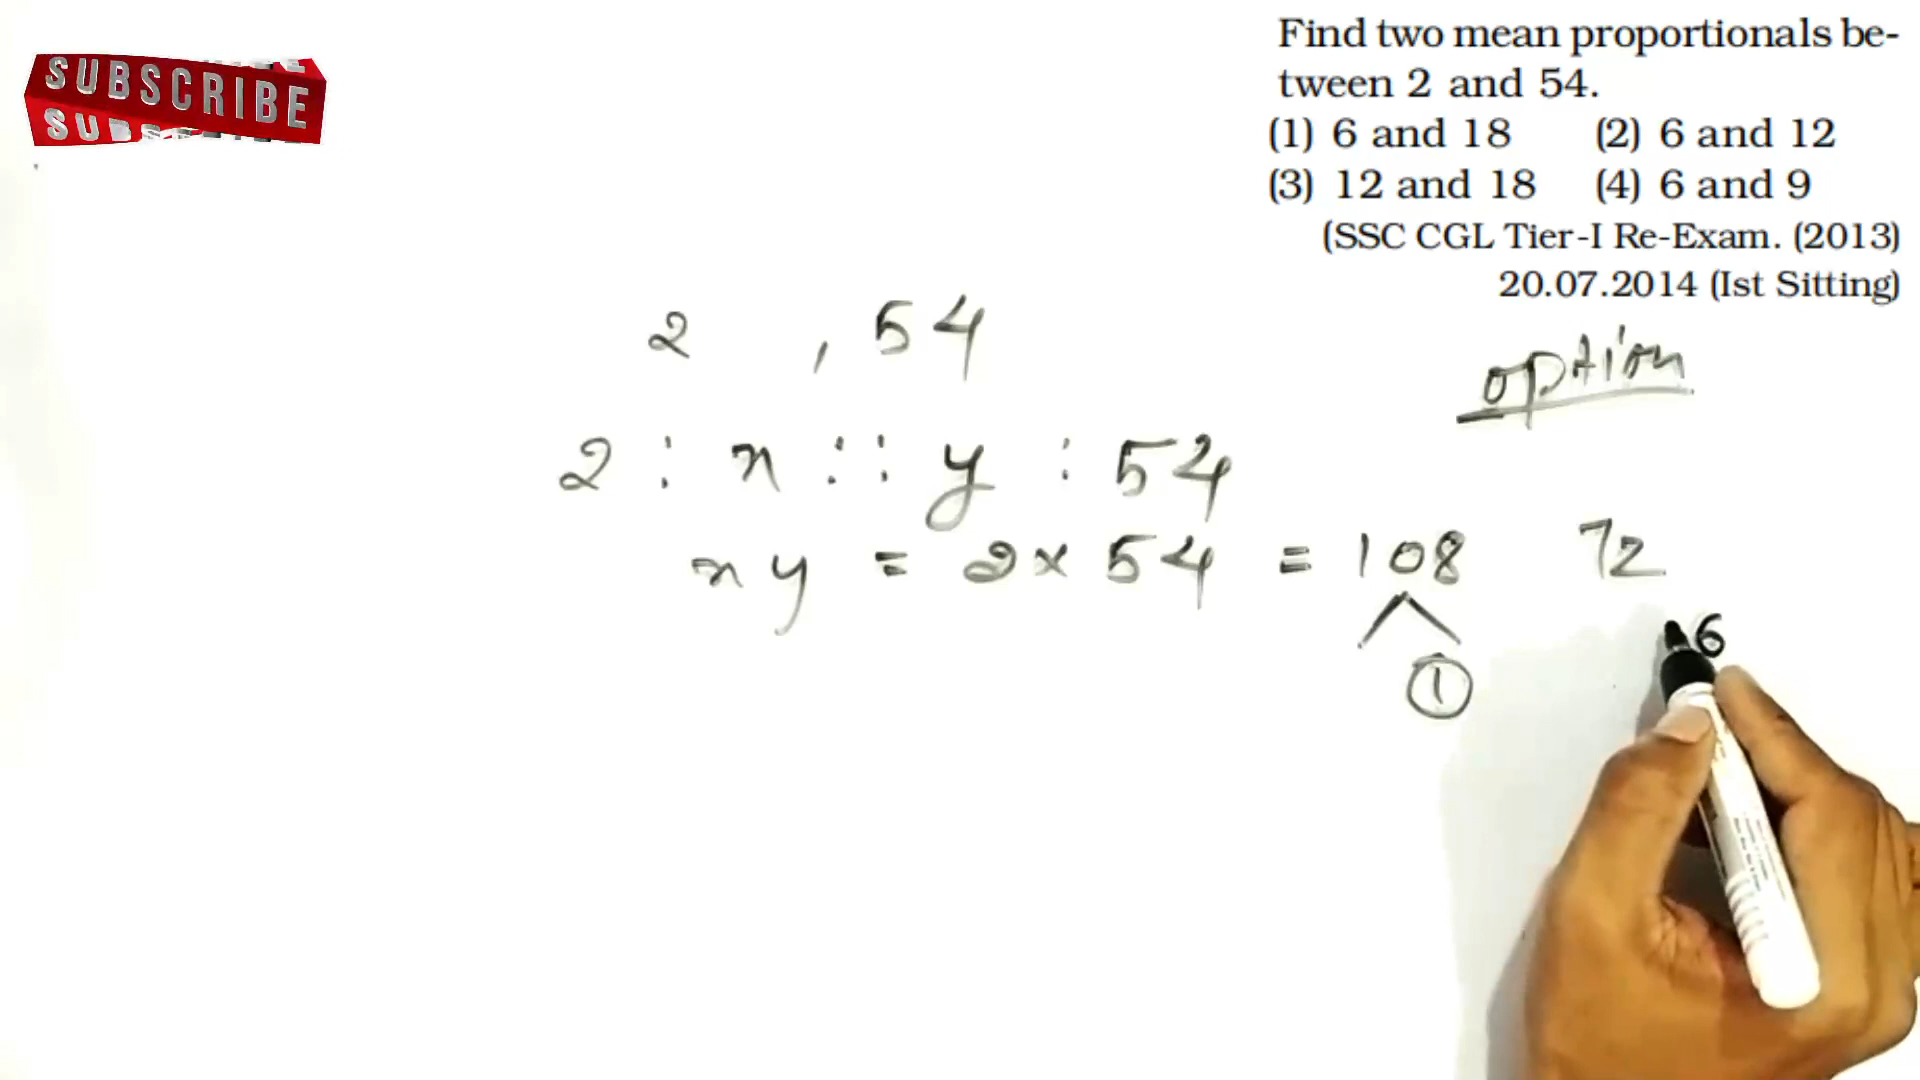 SUBSCRIBE
Find two mean proportionals be-
tween 2 and 54.
(1) 6 and 18 (2) 6 and 12
(3) 12 and 18 (4) 6 and 9
(SSC CGL Tier-I Re-Exam. (2013)
20.07.2014 (Ist Sitting)
2 , 54
option
2 : x :: y : 54
xy = 2 × 54 = 108 72
6
1